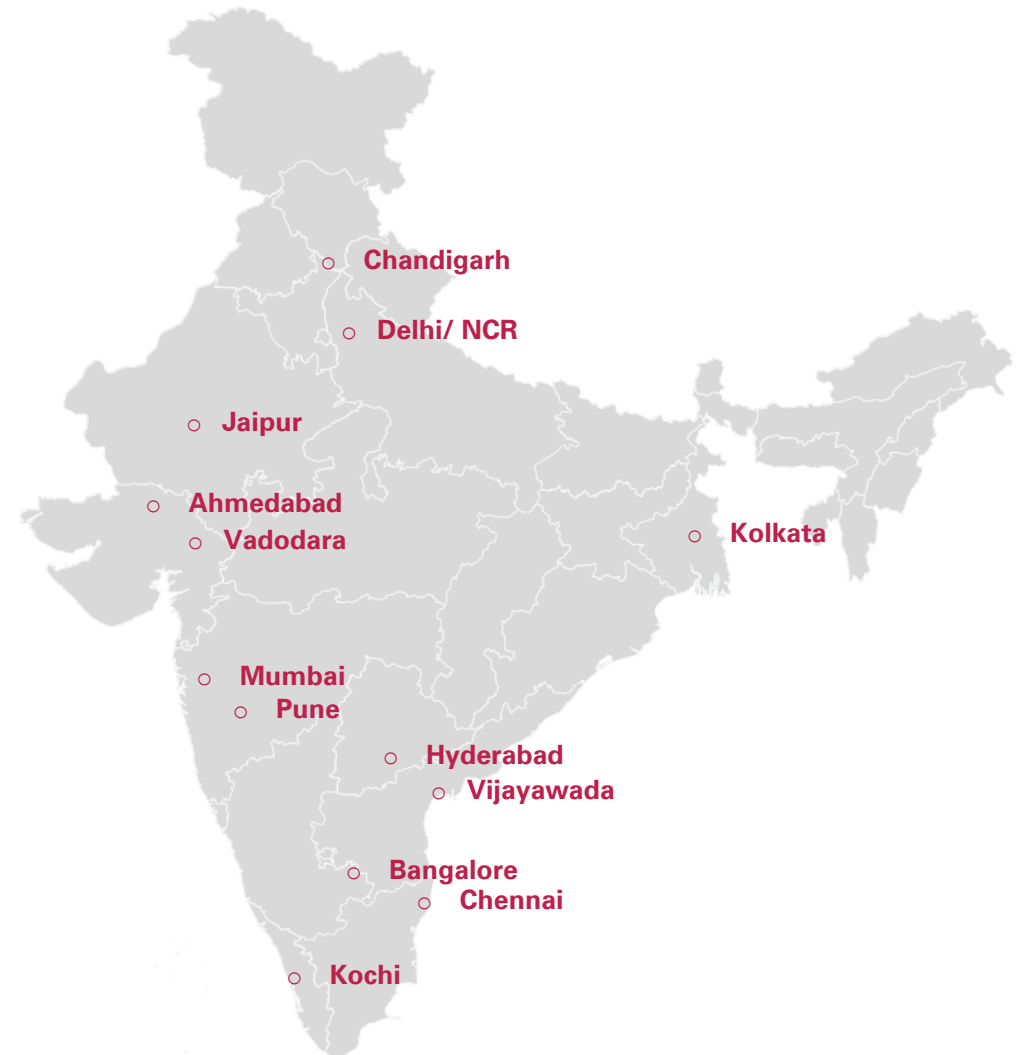 Chandigarh
Delhi/ NCR
Jaipur
Ahmedabad
Kolkata
Vadodara
Mumbai
Pune
Hyderabad
Vijayawada
Bangalore
Chennai
Kochi